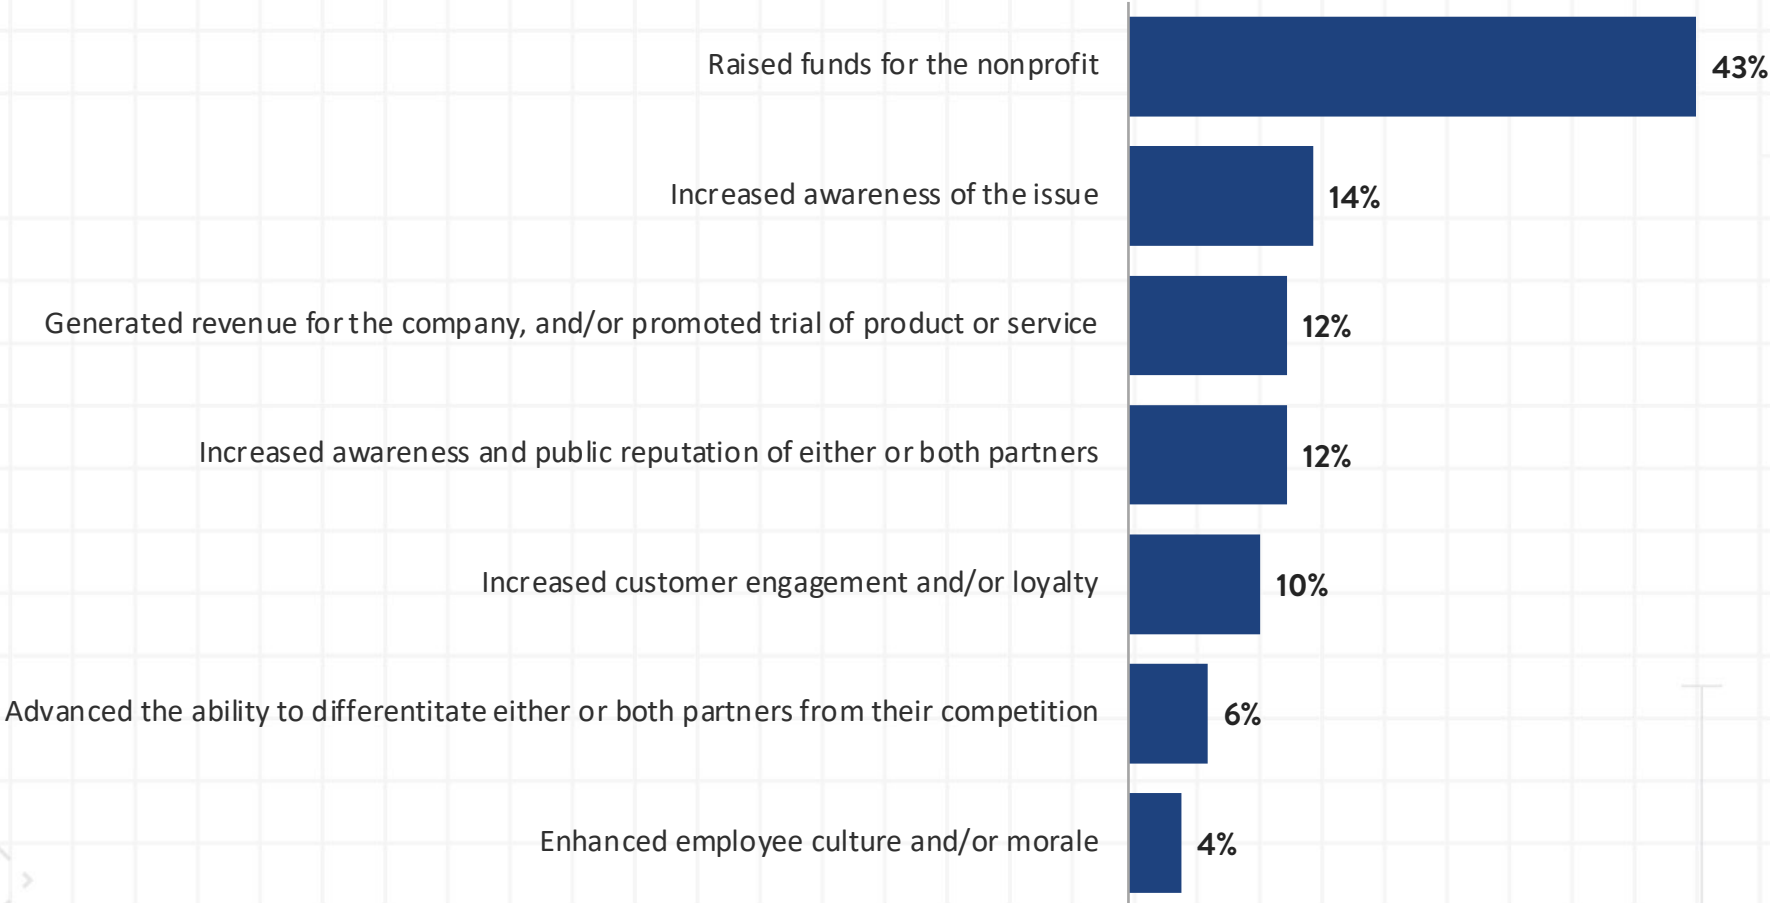 Raised funds for the nonprofit
43%
Increased awareness of the issue
14%
Generated revenue for the company, and/or promoted trial of product or service
12%
Increased awareness and public reputation of either or both partners
12%
Increased customer engagement and/or loyalty
10%
Advanced the ability to differentitate either or both partners from their competition
6%
Enhanced employee culture and/or morale
4%